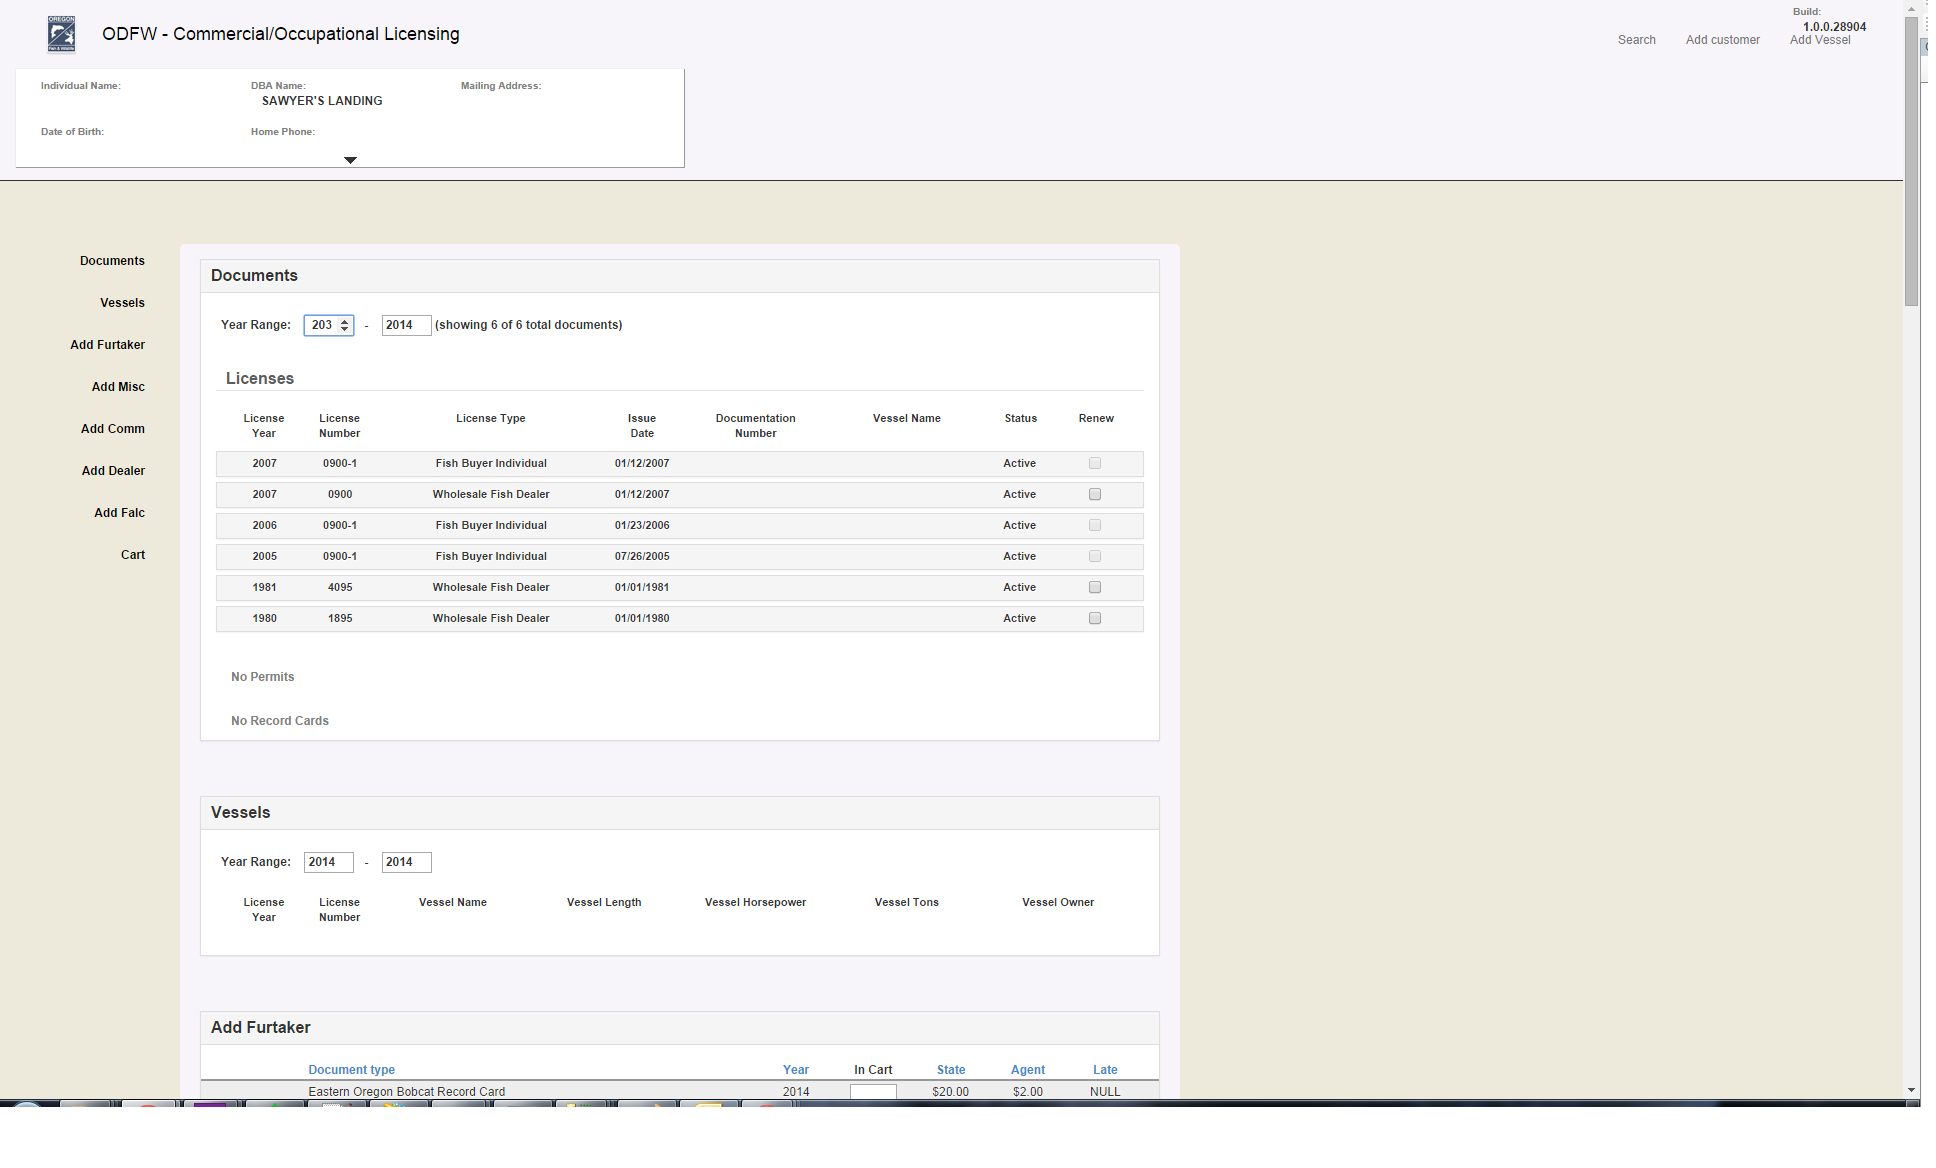 OREGON
Fish & Wildlife
ODFW - Commercial/Occupational Licensing
Build:
1.0.0.28904
Search Add customer Add Vessel
Individual Name: DBA Name: Mailing Address:
SAWYER'S LANDING
Date of Birth: Home Phone:
Documents
Vessels
Add Furtaker
Add Misc
Add Comm
Add Dealer
Add Falc
Cart
Documents
Year Range: 203 - 2014 (showing 6 of 6 total documents)
Licenses
License Year License Number License Type Issue Date Documentation Number Vessel Name Status Renew
2007 0900-1 Fish Buyer Individual 01/12/2007 Active
2007 0900 Wholesale Fish Dealer 01/12/2007 Active
2006 0900-1 Fish Buyer Individual 01/23/2006 Active
2005 0900-1 Fish Buyer Individual 07/26/2005 Active
1981 4095 Wholesale Fish Dealer 01/01/1981 Active
1980 1895 Wholesale Fish Dealer 01/01/1980 Active
No Permits
No Record Cards
Vessels
Year Range: 2014 - 2014
License Year License Number Vessel Name Vessel Length Vessel Horsepower Vessel Tons Vessel Owner
Add Furtaker
Document type Year In Cart State Agent Late
Eastern Oregon Bobcat Record Card 2014 $20.00 $2.00 NULL